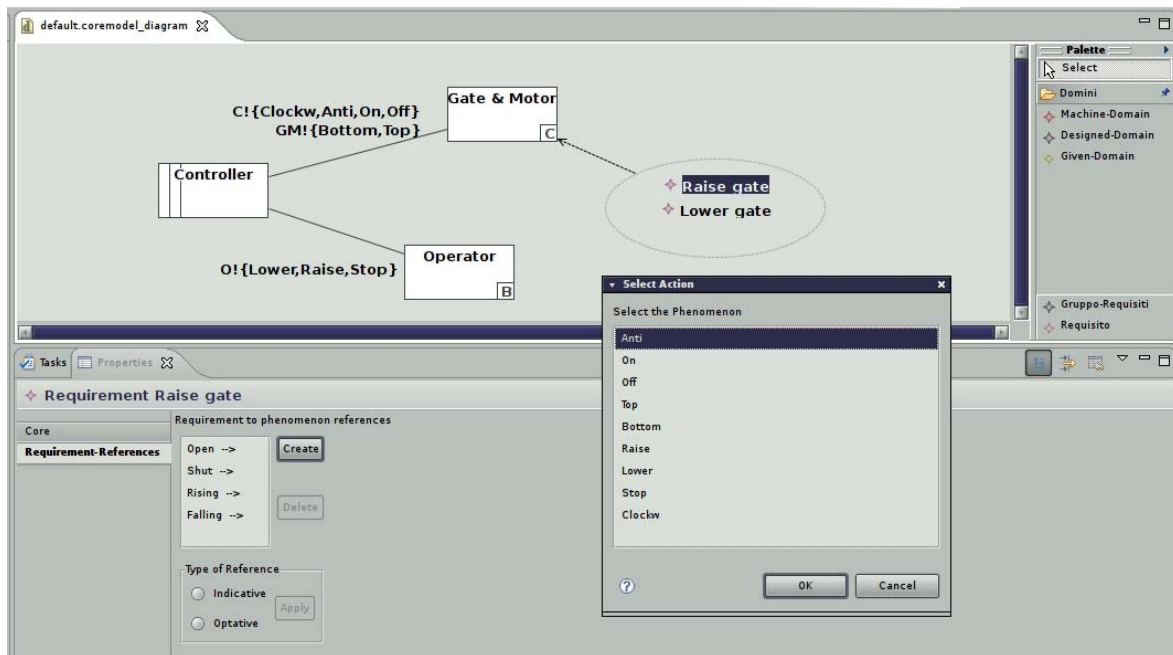 default.coremodel_diagram
Palette
Select
Domini
Machine-Domain
Designed-Domain
Given-Domain
Gate & Motor
C!{Clockw,Anti,On,Off}
GM!{Bottom,Top}
C
Controller
Raise gate
Lower gate
Operator
O!{Lower,Raise,Stop}
B
Gruppo-Requisiti
Requisito
Select Action
Select the Phenomenon
Anti
On
Off
Top
Bottom
Raise
Lower
Stop
Clockw
?
OK
Cancel
Tasks
Properties
Requirement Raise gate
Core
Requirement-References
Requirement to phenomenon references
Open -->
Shut -->
Rising -->
Falling -->
Create
Delete
Type of Reference
Indicative
Optative
Apply